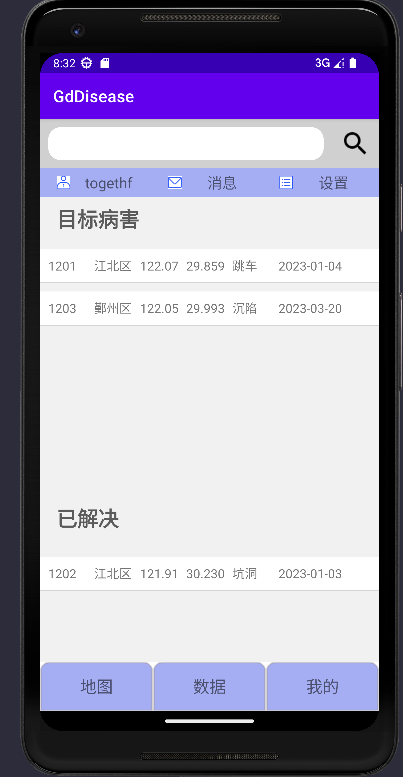 8:32 3G
GdDisease
togethf 消息 设置
目标病害
1201 江北区 122.07 29.859 跳车 2023-01-04
1203 鄞州区 122.05 29.993 沉陷 2023-03-20
已解决
1202 江北区 121.91 30.230 坑洞 2023-01-03
地图 数据 我的